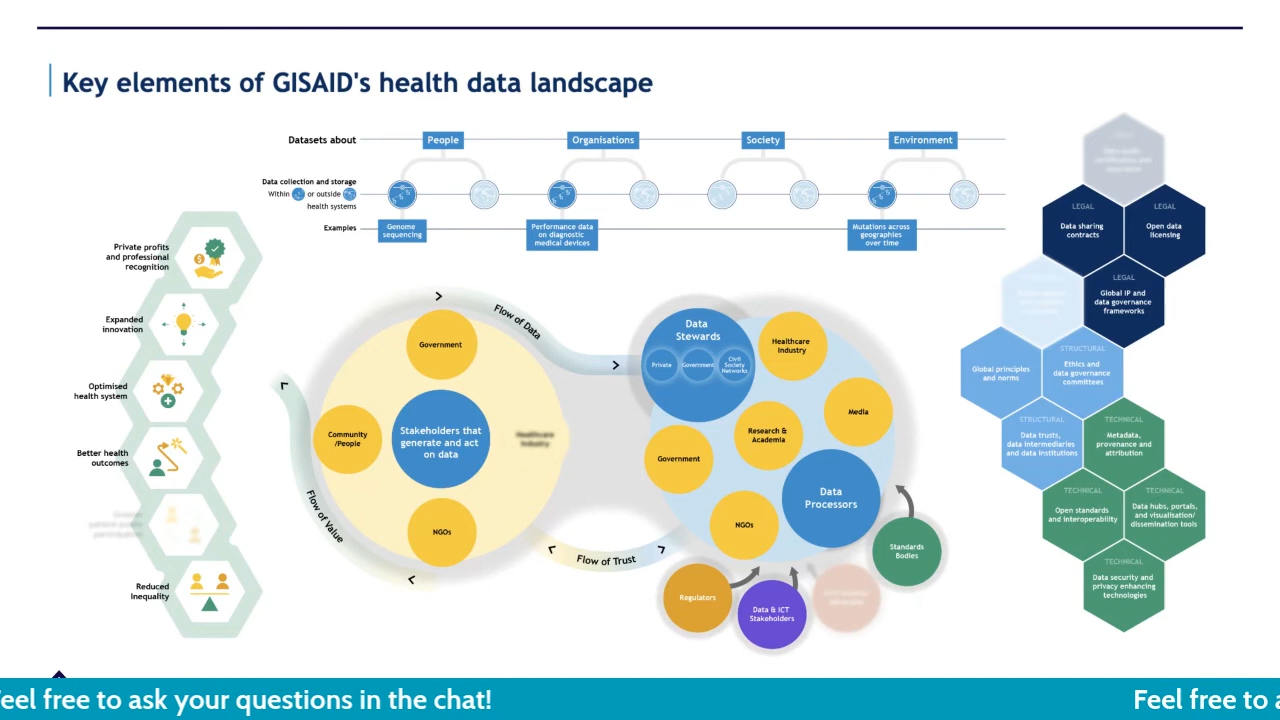 Key elements of GISAID's health data landscape
Datasets about
People
Organisations
Society
Environment
Data collection and storage
Within or outside
health systems
Examples
Genome
sequencing
Performance data
on diagnostic
medical devices
Mutations across
geographies
over time
Private profits
and professional
recognition
Expanded
innovation
Optimised
health system
Better health
outcomes
Reduced
Inequality
Flow of Data
Flow of Value
Flow of Trust
Government
Community
/People
Stakeholders that
generate and act
on data
Healthcare
Industry
NGOs
Data
Stewards
Private
Government
Civil
Society
Networks
Healthcare
Industry
Media
Research &
Academia
Government
Data
Processors
NGOs
Standards
Bodies
Regulators
Data & ICT
Stakeholders
LEGAL
Data sharing
contracts
LEGAL
Open data
licensing
LEGAL
Global IP and
data governance
frameworks
Global principles
and norms
STRUCTURAL
Ethics and
data governance
committees
STRUCTURAL
Data trusts,
data intermediaries
and data institutions
TECHNICAL
Metadata,
provenance and
attribution
TECHNICAL
Open standards
and interoperability
TECHNICAL
Data hubs, portals,
and visualisation/
dissemination tools
TECHNICAL
Data security and
privacy enhancing
technologies
eel free to ask your questions in the chat!
Feel free to a